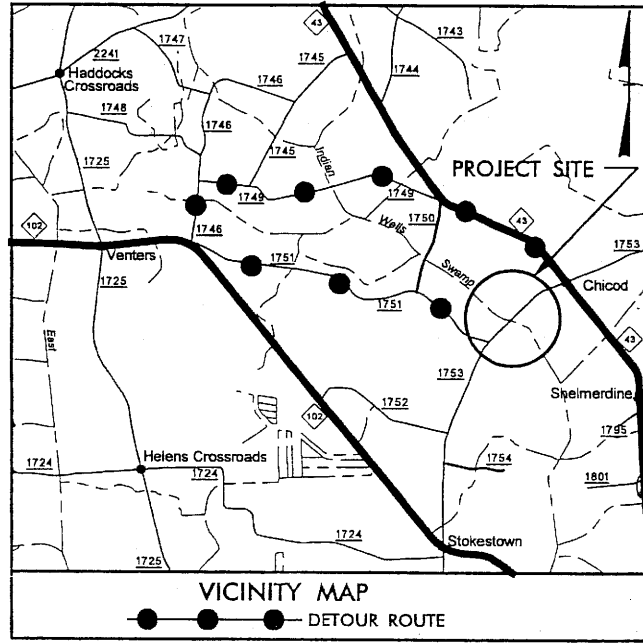 43
1743
1747
1745
2241
Haddocks
Crossroads
1746
1744
1748
1746
1725
1745
Indian
PROJECT SITE
1749
1749
1750
43
1753
102
1746
Wells
Venters
1751
Swamp
Chicod
1725
1751
East
43
1753
Shelmerdine
1752
102
1795
Helens Crossroads
1724
1724
1754
1801
1724
Stokestown
1725
VICINITY MAP
DETOUR ROUTE